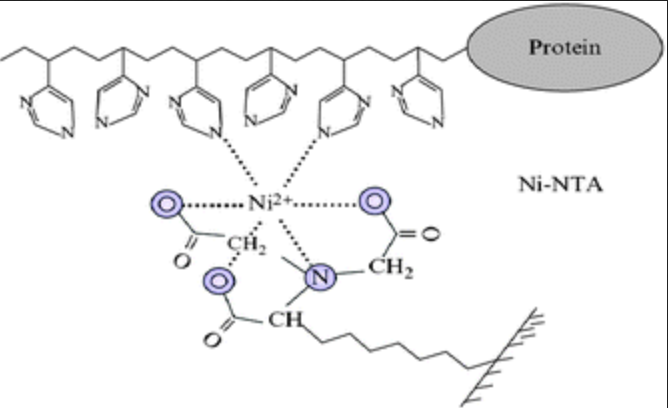 Protein
N N N N N N
N N N N N N
Ni-NTA
O Ni²⁺ O
CH₂ O
O O N CH₂
CH
O